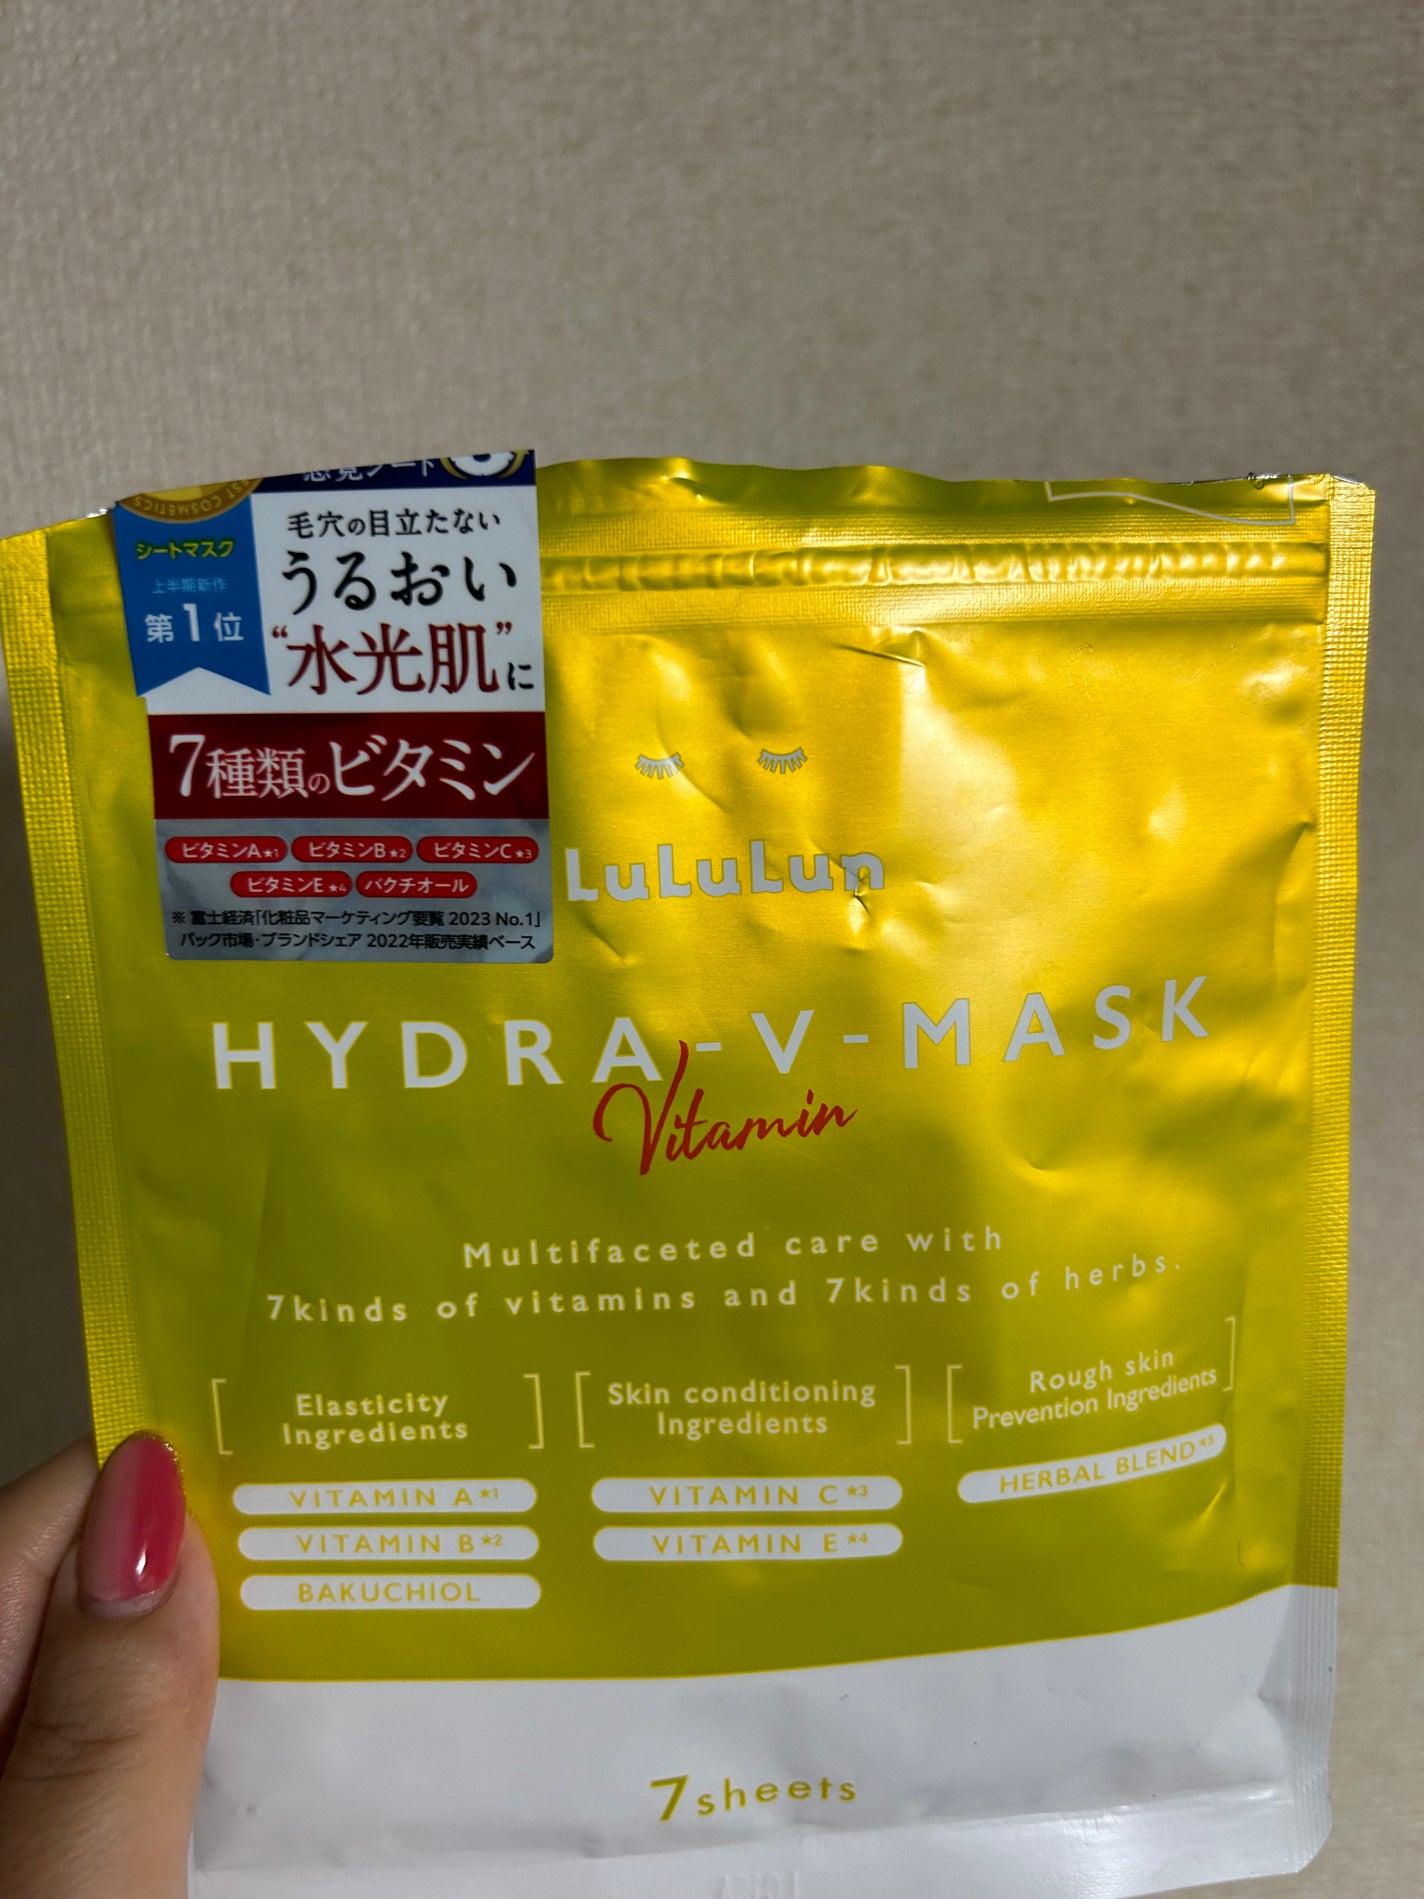 BEST COSMETICS
シートマスク
上半期新作
第1位
毛穴の目立たない
うるおい
“水光肌”に
7種類のビタミン
ビタミンA★1 ビタミンB★2 ビタミンC★3
ビタミンE★4 バクチオール
※ 富士経済「化粧品マーケティング要覧 2023 No.1」
パック市場・ブランドシェア 2022年販売実績ベース
LuLuLun
HYDRA-V-MASK
Vitamin
Multifaceted care with
7kinds of vitamins and 7kinds of herbs.
Elasticity
Ingredients
VITAMIN A★1
VITAMIN B★2
BAKUCHIOL
Skin conditioning
Ingredients
VITAMIN C★3
VITAMIN E★4
Rough skin
Prevention Ingredients
HERBAL BLEND★5
7sheets